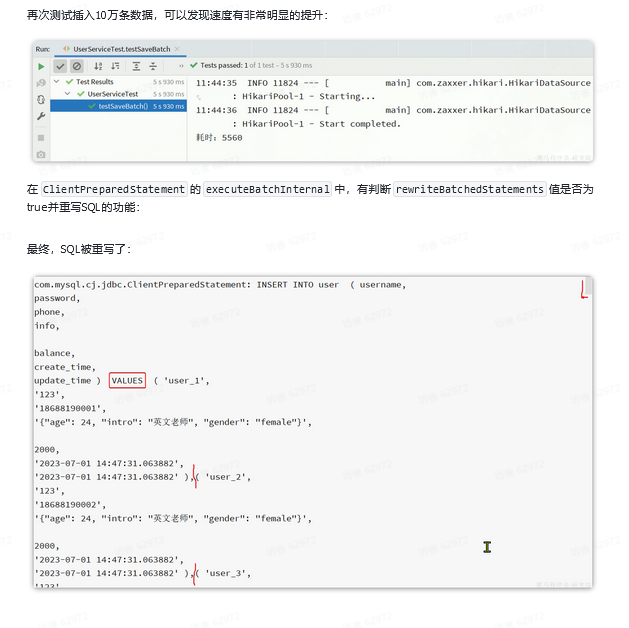 再次测试插入10万条数据，可以发现速度有非常明显的提升：
Run: UserServiceTest.testSaveBatch ×
Tests passed: 1 of 1 test – 5 s 930 ms
Test Results 5 s 930 ms
UserServiceTest 5 s 930 ms
testSaveBatch() 5 s 930 ms
11:44:35  INFO 11824 --- [           main] com.zaxxer.hikari.HikariDataSource
: HikariPool-1 - Starting...
11:44:36  INFO 11824 --- [           main] com.zaxxer.hikari.HikariDataSource
: HikariPool-1 - Start completed.
耗时：5560
在 ClientPreparedStatement 的 executeBatchInternal 中，有判断 rewriteBatchedStatements 值是否为
true并重写SQL的功能：
最终，SQL被重写了：
com.mysql.cj.jdbc.ClientPreparedStatement: INSERT INTO user  ( username,
password,
phone,
info,
balance,
create_time,
update_time )  VALUES  ( 'user_1',
'123',
'18688190001',
'{"age": 24, "intro": "英文老师", "gender": "female"}',
2000,
'2023-07-01 14:47:31.063882',
'2023-07-01 14:47:31.063882' ),( 'user_2',
'123',
'18688190002',
'{"age": 24, "intro": "英文老师", "gender": "female"}',
2000,
'2023-07-01 14:47:31.063882',
'2023-07-01 14:47:31.063882' ),( 'user_3',
'123',